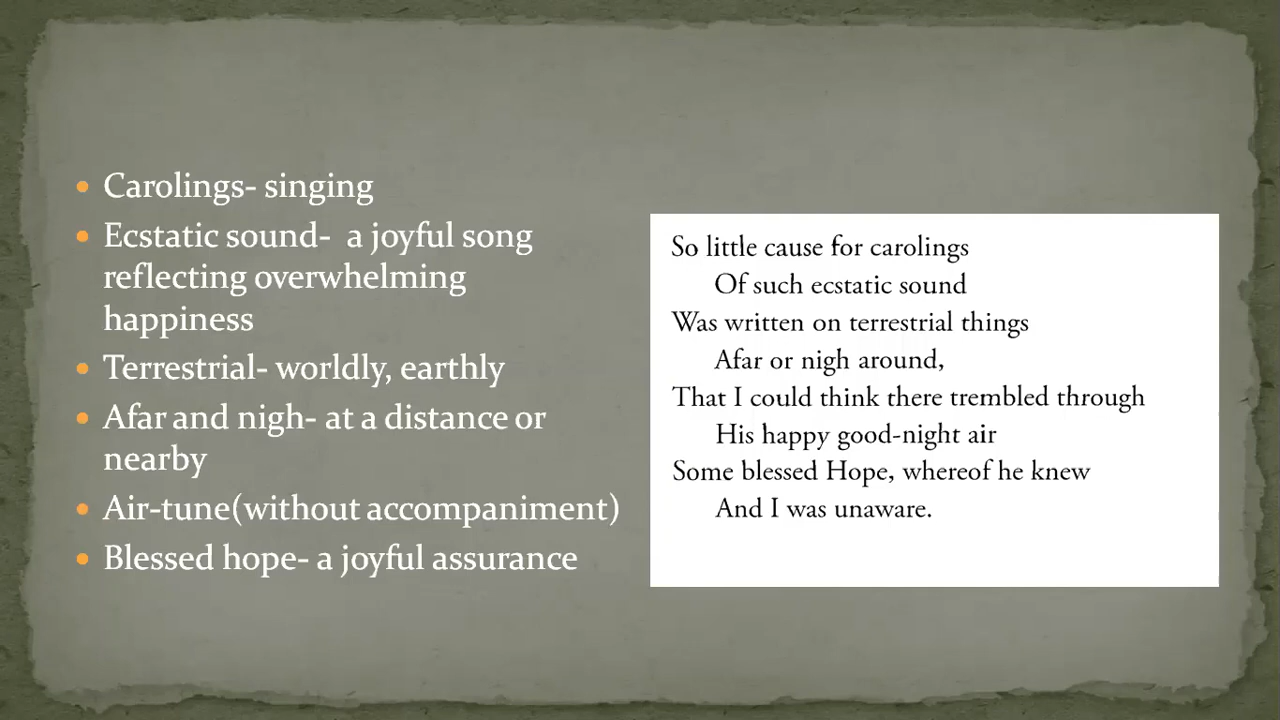 Carolings- singing
Ecstatic sound-  a joyful song
reflecting overwhelming
happiness
Terrestrial- worldly, earthly
Afar and nigh- at a distance or
nearby
Air-tune(without accompaniment)
Blessed hope- a joyful assurance
So little cause for carolings
Of such ecstatic sound
Was written on terrestrial things
Afar or nigh around,
That I could think there trembled through
His happy good-night air
Some blessed Hope, whereof he knew
And I was unaware.